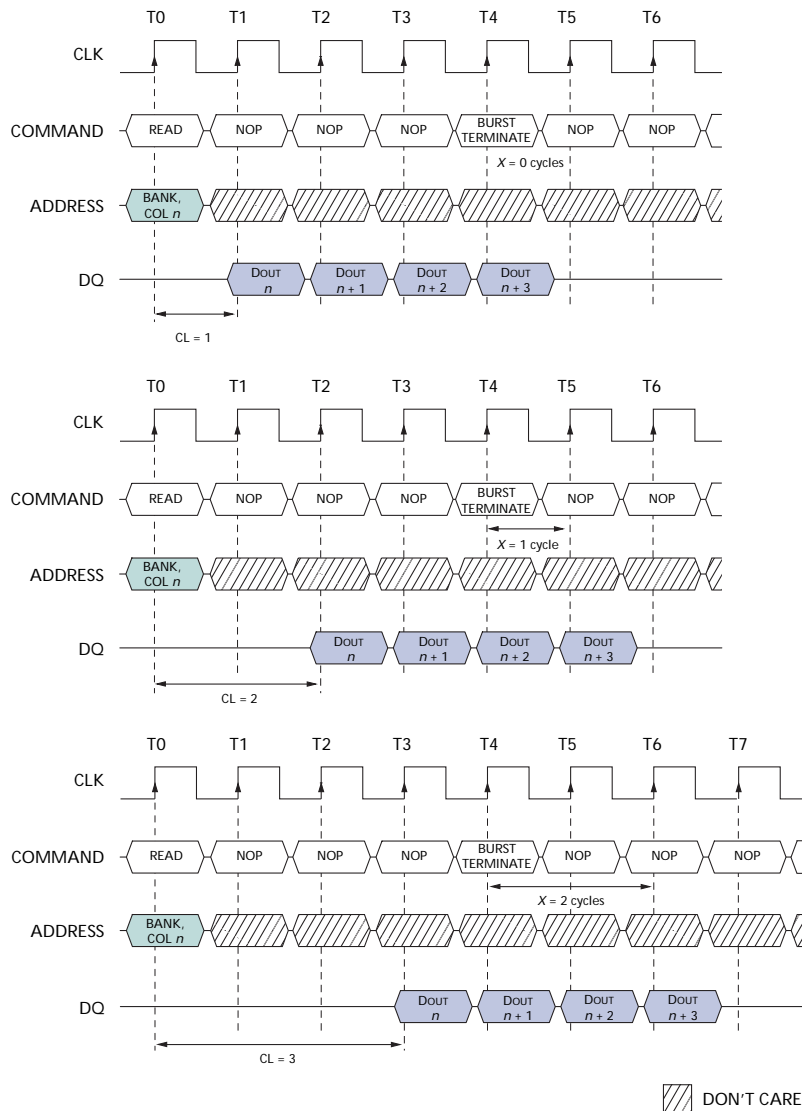 T0 T1 T2 T3 T4 T5 T6
CLK
COMMAND READ NOP NOP NOP BURST TERMINATE NOP NOP
X = 0 cycles
ADDRESS BANK, COL n
DQ DOUT n DOUT n + 1 DOUT n + 2 DOUT n + 3
CL = 1
T0 T1 T2 T3 T4 T5 T6
CLK
COMMAND READ NOP NOP NOP BURST TERMINATE NOP NOP
X = 1 cycle
ADDRESS BANK, COL n
DQ DOUT n DOUT n + 1 DOUT n + 2 DOUT n + 3
CL = 2
T0 T1 T2 T3 T4 T5 T6 T7
CLK
COMMAND READ NOP NOP NOP BURST TERMINATE NOP NOP NOP
X = 2 cycles
ADDRESS BANK, COL n
DQ DOUT n DOUT n + 1 DOUT n + 2 DOUT n + 3
CL = 3
DON'T CARE